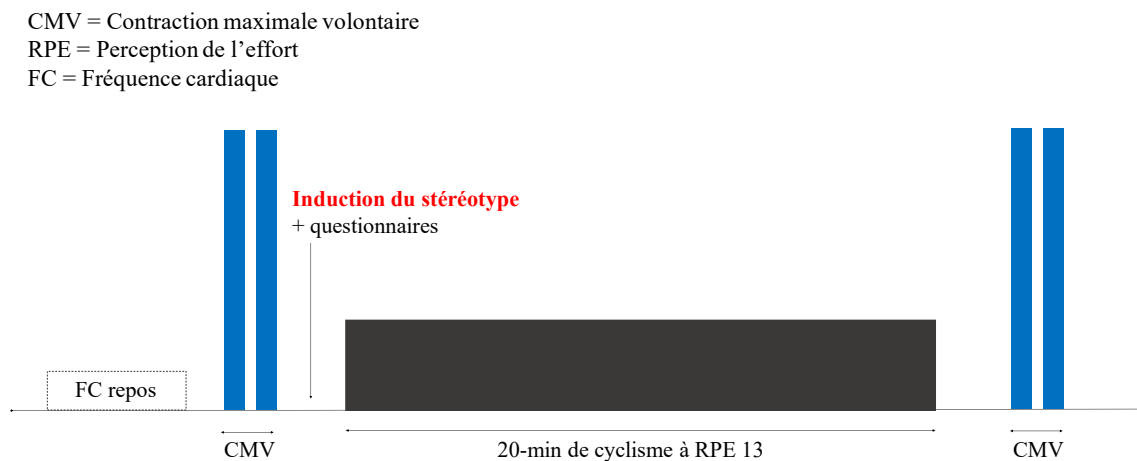 CMV = Contraction maximale volontaire
RPE = Perception de l’effort
FC = Fréquence cardiaque
Induction du stéréotype
+ questionnaires
FC repos
CMV
20-min de cyclisme à RPE 13
CMV